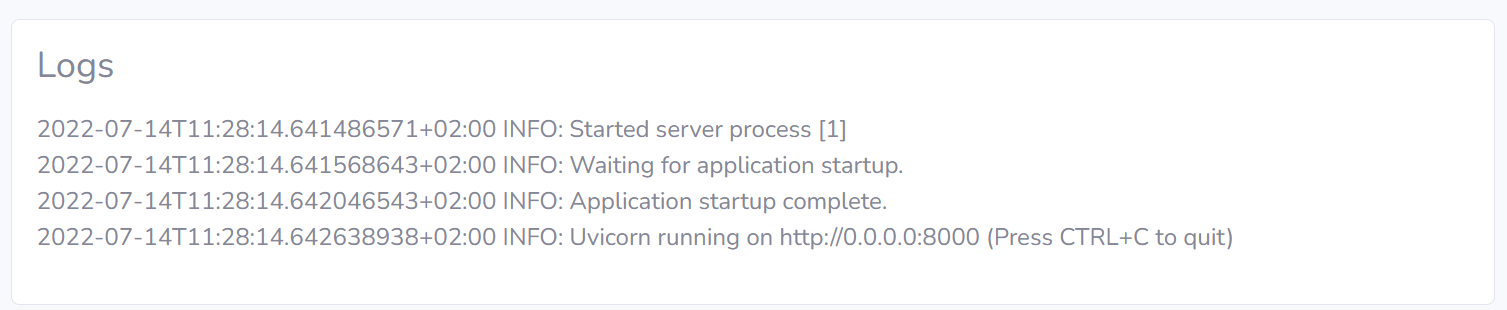 Logs
2022-07-14T11:28:14.641486571+02:00 INFO: Started server process [1]
2022-07-14T11:28:14.641568643+02:00 INFO: Waiting for application startup.
2022-07-14T11:28:14.642046543+02:00 INFO: Application startup complete.
2022-07-14T11:28:14.642638938+02:00 INFO: Uvicorn running on http://0.0.0.0:8000 (Press CTRL+C to quit)